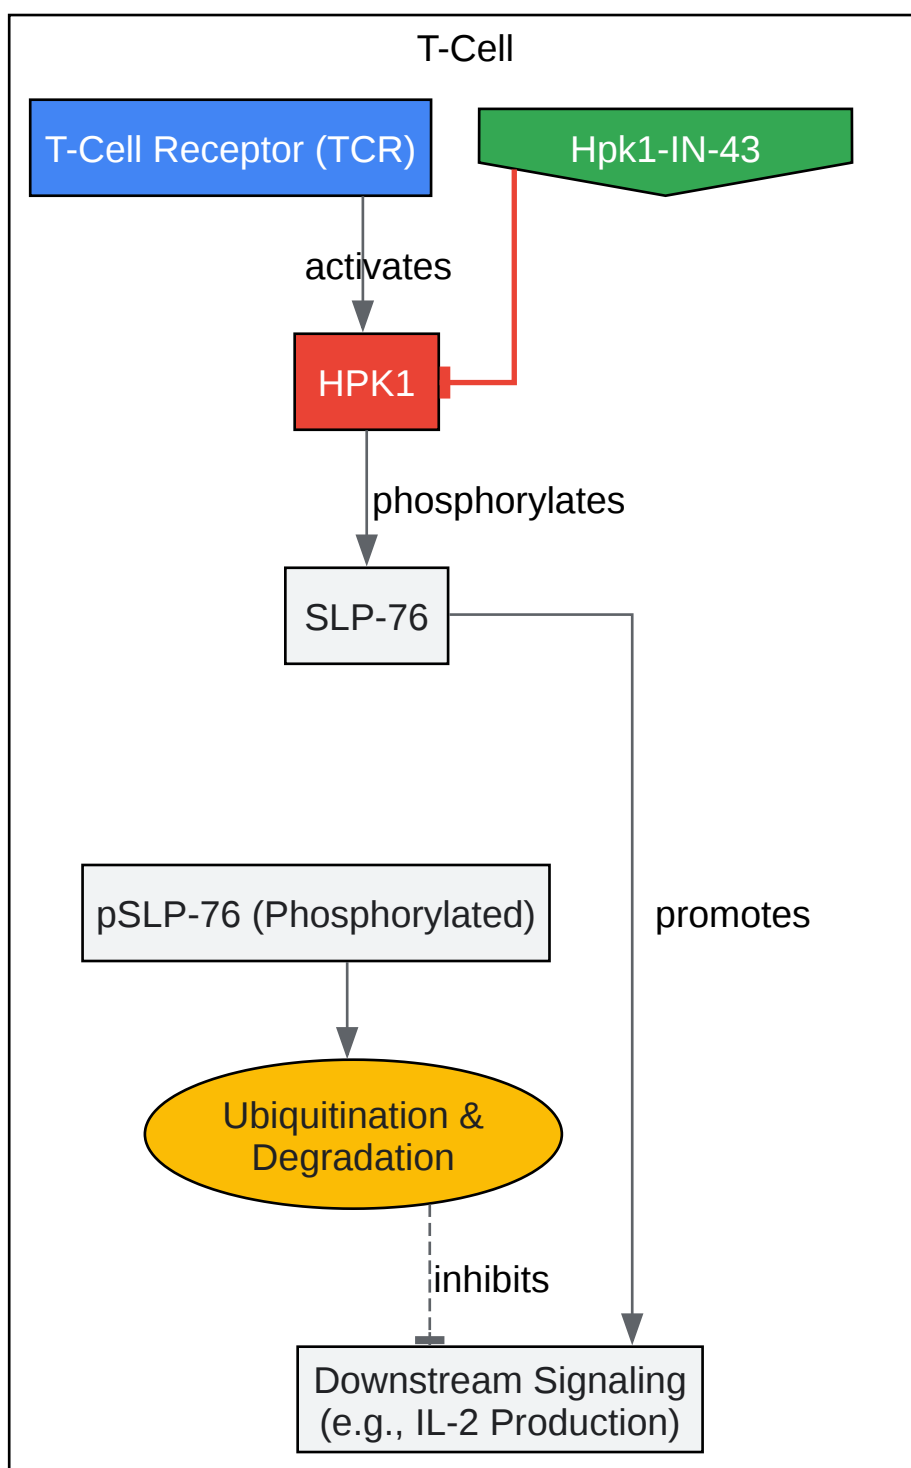 T-Cell
T-Cell Receptor (TCR)
Hpk1-IN-43
activates
HPK1
phosphorylates
SLP-76
pSLP-76 (Phosphorylated)
promotes
Ubiquitination &
Degradation
inhibits
Downstream Signaling
(e.g., IL-2 Production)